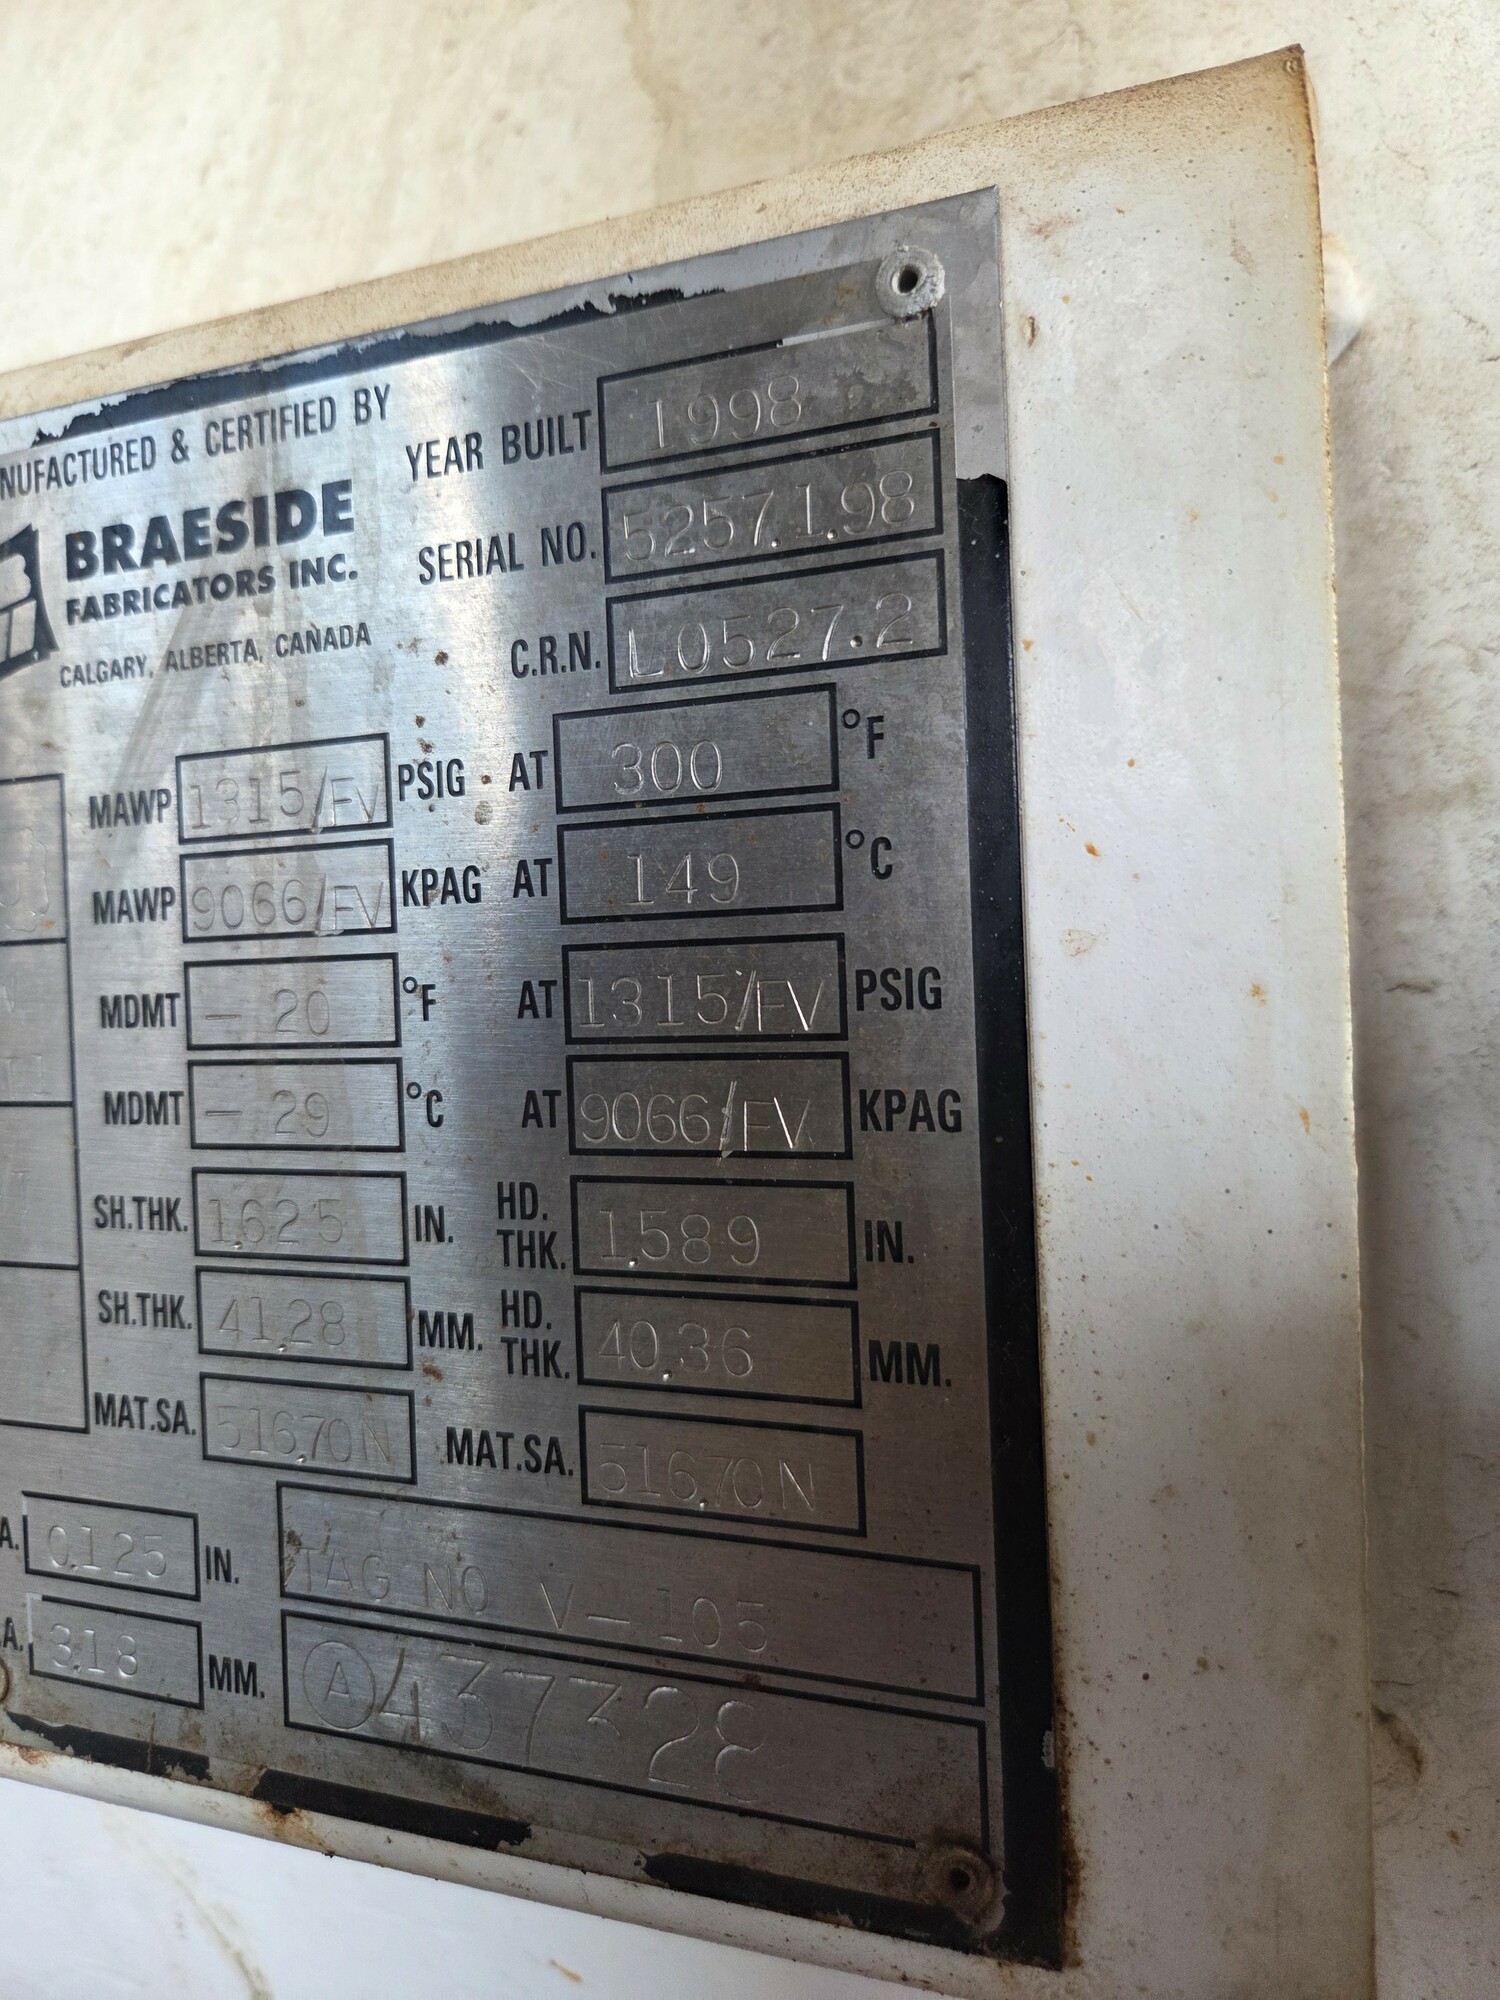 NUFACTURED & CERTIFIED BY
BRAESIDE
FABRICATORS INC.
CALGARY, ALBERTA, CANADA
YEAR BUILT 1998
SERIAL NO. 5257.1.98
C.R.N. L0527.2
MAWP 1315/FV PSIG AT 300 °F
MAWP 9066/FV KPAG AT 149 °C
MDMT - 20 °F AT 1315/FV PSIG
MDMT - 29 °C AT 9066/FV KPAG
SH.THK. 1.625 IN. HD. THK. 1.589 IN.
SH.THK. 41.28 MM. HD. THK. 40.36 MM.
MAT.SA. 516.70N MAT.SA. 516.70N
A. 0.125 IN. TAG NO V-105
.A. 3.18 MM. A 437328